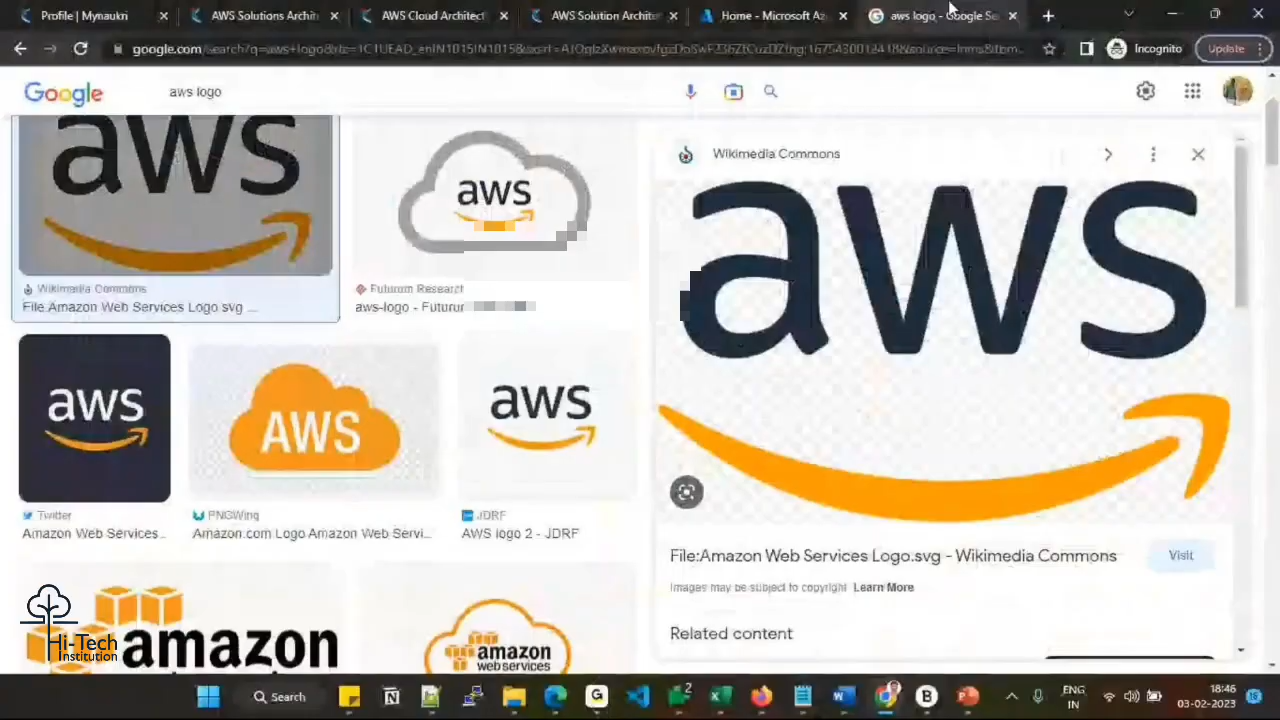 Profile | Mynaukri
AWS Solutions Archit
AWS Cloud Architect
AWS Solution Archite
Home - Microsoft Az
aws logo - Google Se
Incognito
Update
Google
aws logo
aws
Wikimedia Commons
File:Amazon Web Services Logo.svg ...
aws
Futurum Research
aws-logo - Futurum
Wikimedia Commons
aws
aws
Twitter
Amazon Web Services...
AWS
PNGWing
Amazon.com Logo Amazon Web Servi...
aws
JDRF
AWS logo 2 - JDRF
File:Amazon Web Services Logo.svg - Wikimedia Commons
Visit
Images may be subject to copyright. Learn More
Related content
amazon
amazon
webservices
Hi-Tech
Institution
Search
2
ENG
IN
18:46
03-02-2023